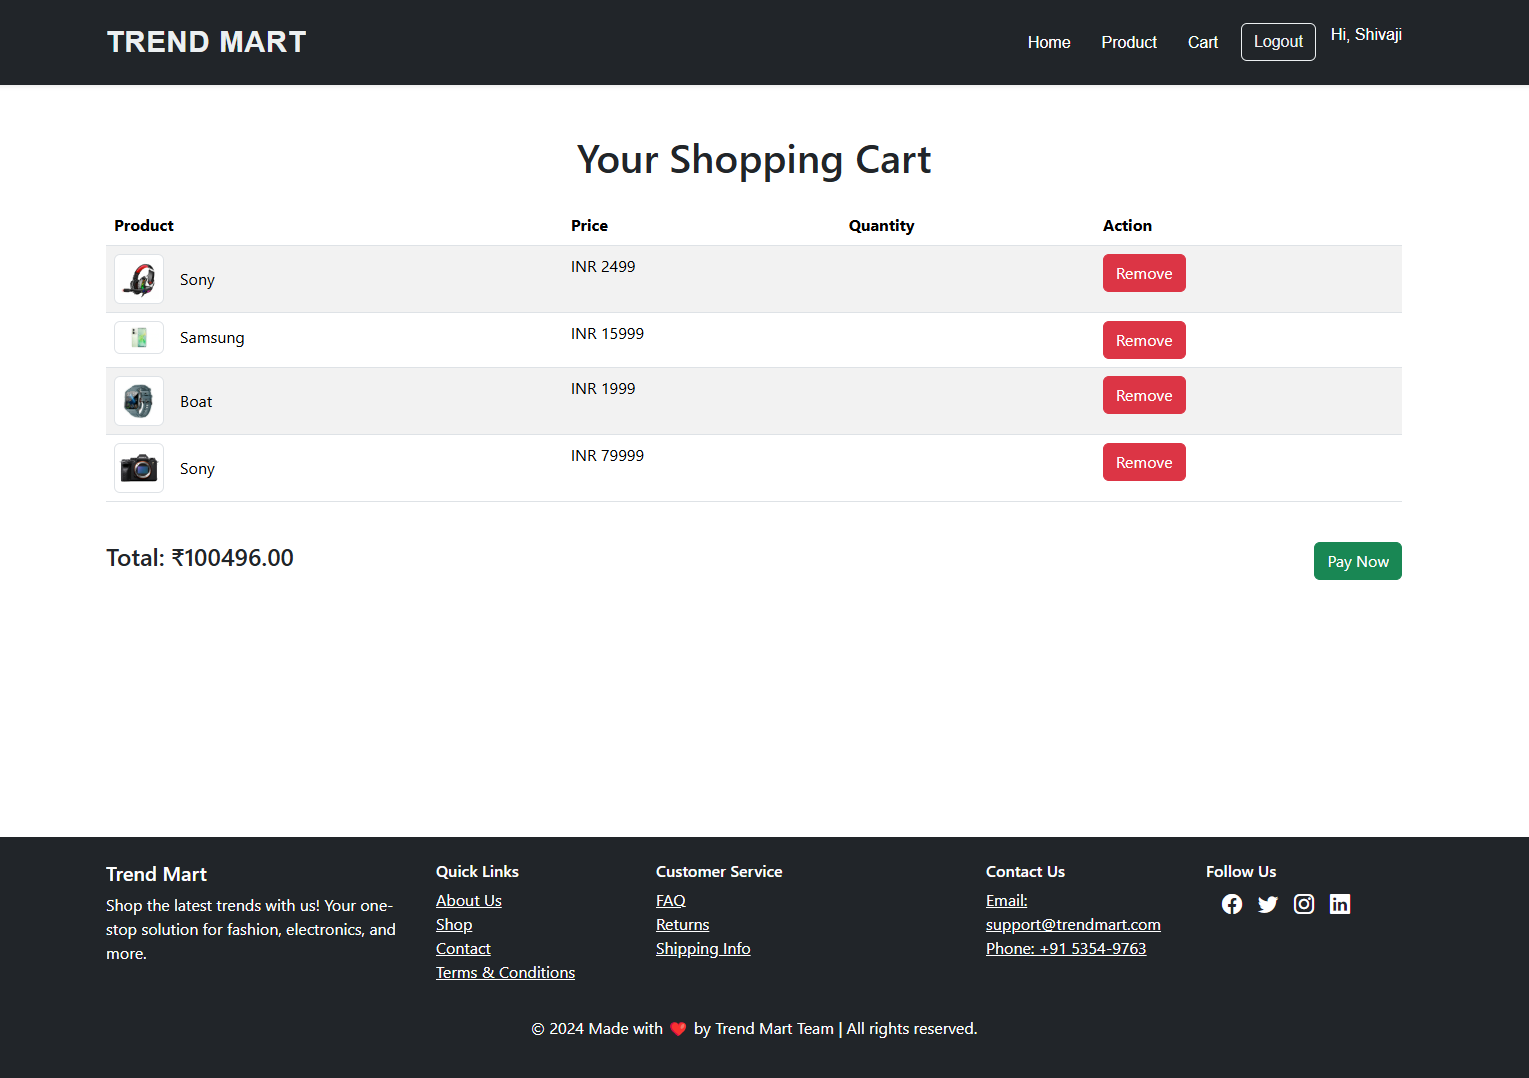 TREND MART
Home Product Cart Logout Hi, Shivaji
Your Shopping Cart
Product Price Quantity Action
Sony INR 2499 Remove
Samsung INR 15999 Remove
Boat INR 1999 Remove
Sony INR 79999 Remove
Total: ₹100496.00 Pay Now
Trend Mart
Shop the latest trends with us! Your one-
stop solution for fashion, electronics, and
more.
Quick Links
About Us
Shop
Contact
Terms & Conditions
Customer Service
FAQ
Returns
Shipping Info
Contact Us
Email:
support@trendmart.com
Phone: +91 5354-9763
Follow Us
© 2024 Made with ❤️ by Trend Mart Team | All rights reserved.